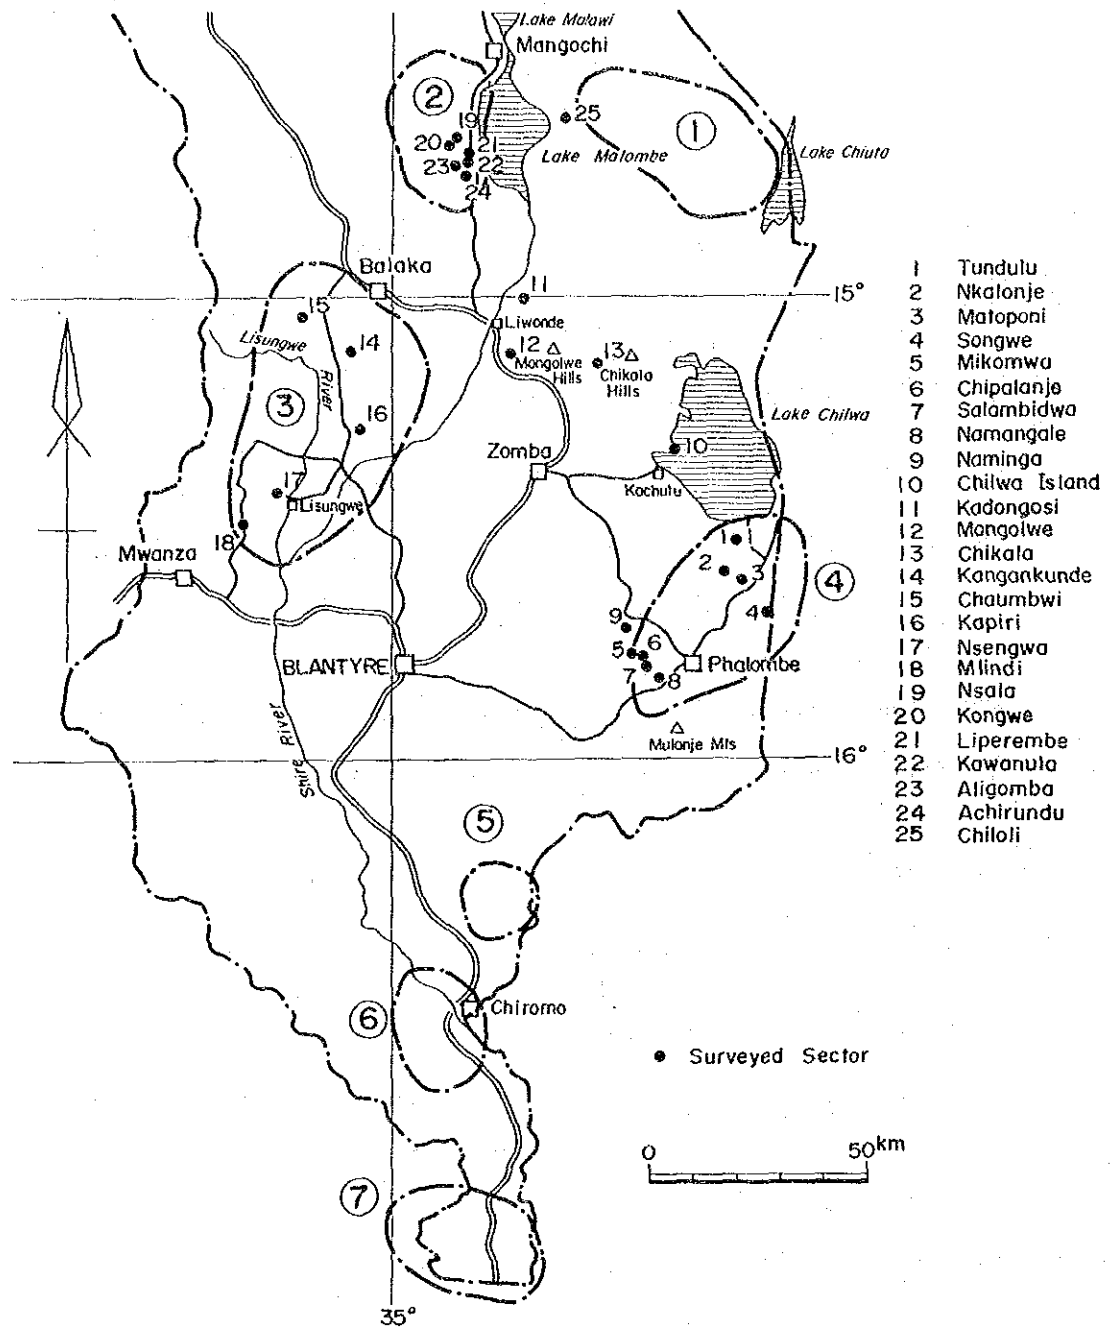 Lake Malawi
Mangochi
2
19
25
1
20
21
Lake Malombe
Lake Chiuta
23
22
24
Balaka
1 Tundulu
2 Nkalonje
3 Matoponi
4 Songwe
5 Mikomwa
6 Chipalanje
7 Salambidwa
8 Namangale
9 Naminga
10 Chilwa Island
11 Kadongosi
12 Mongolwe
13 Chikala
14 Kangankunde
15 Chaumbwi
16 Kapiri
17 Nsengwa
18 Mlindi
19 Nsala
20 Kongwe
21 Liperembe
22 Kawanula
23 Aligomba
24 Achirundu
25 Chiloli
11
15°
15
Liwonde
Lisungwe
14
12
Mongolwe
Hills
13
Chikala
Hills
River
3
16
Lake Chilwa
Zomba
10
Kachulu
17
Lisungwe
18
Mwanza
1
2
3
4
4
9
5
6
BLANTYRE
7
8
Phalombe
Shire River
Mulanje Mts
16°
5
6
Chiromo
Surveyed Sector
0
50km
7
35°